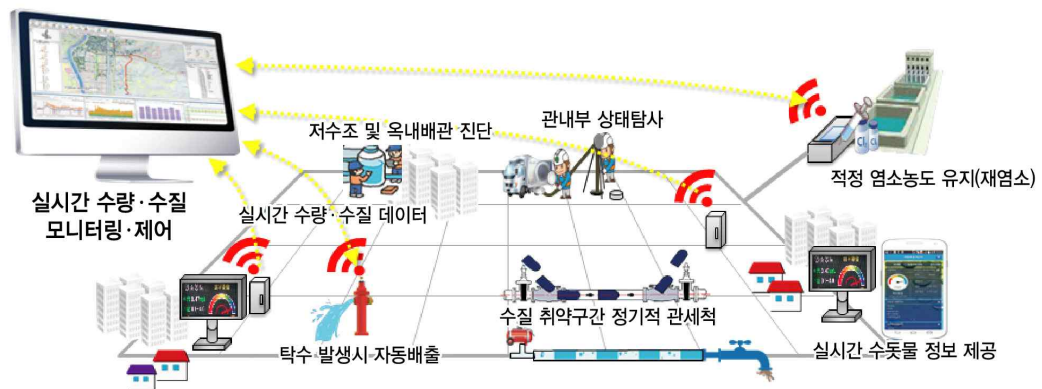 관내부 상태탐사
저수조 및 옥내배관 진단
적정 염소농도 유지(재염소)
실시간 수량·수질
모니터링·제어
실시간 수량·수질 데이터
수질 취약구간 정기적 관세척
탁수 발생시 자동배출
실시간 수돗물 정보 제공